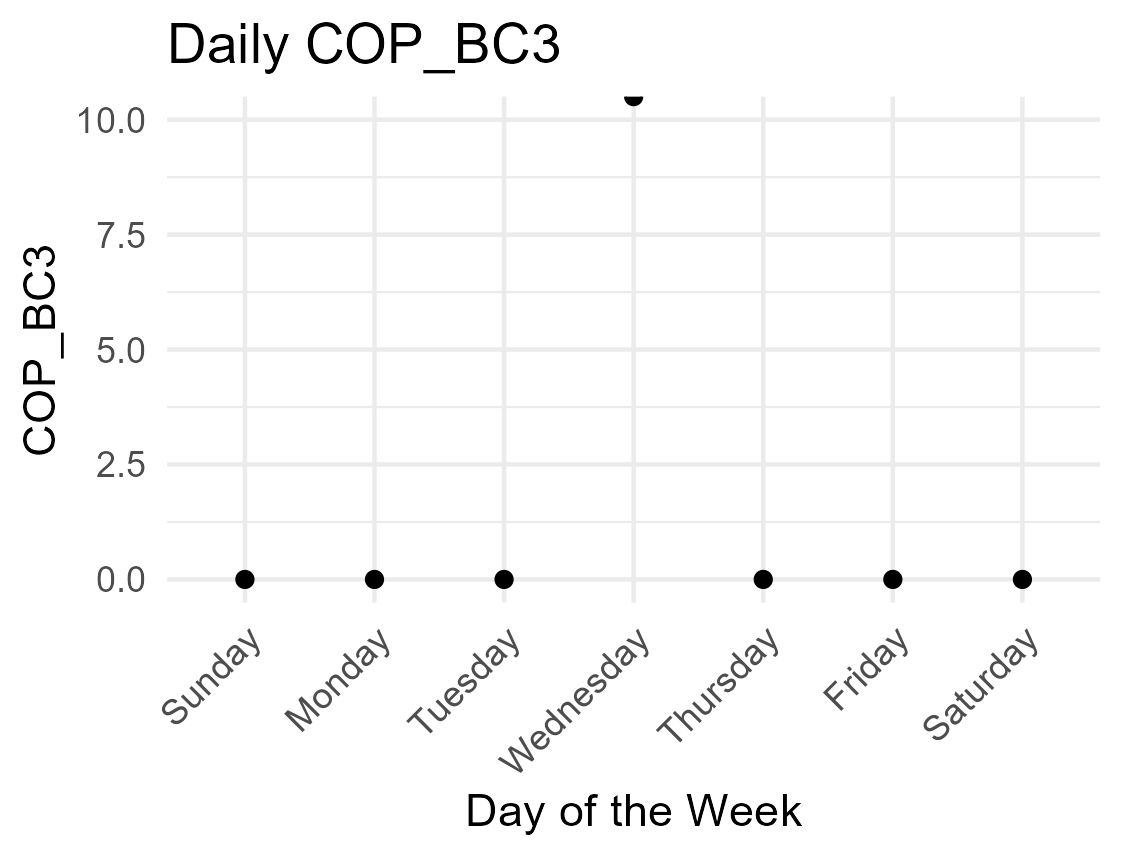 Daily COP_BC3
COP_BC3
10.0
7.5
5.0
2.5
0.0
Sunday
Monday
Tuesday
Wednesday
Thursday
Friday
Saturday
Day of the Week